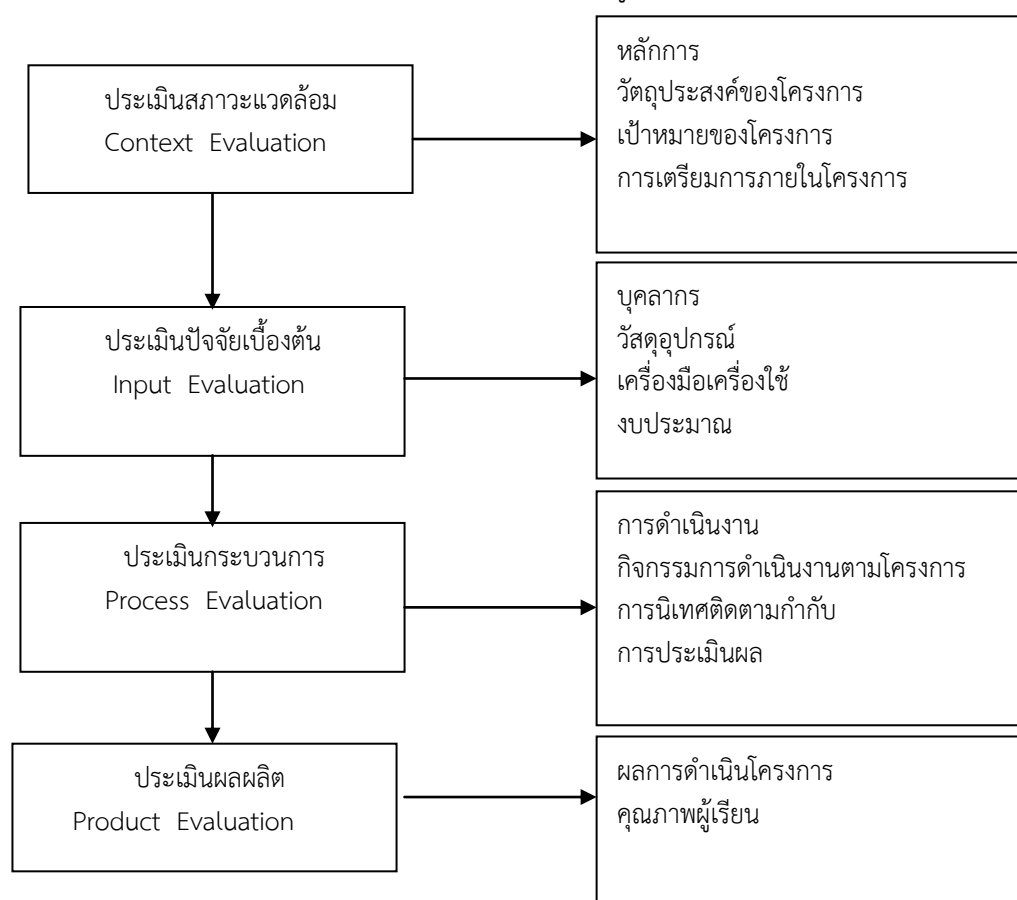 ประเมินสภาวะแวดล้อม
Context Evaluation
หลักการ
วัตถุประสงค์ของโครงการ
เป้าหมายของโครงการ
การเตรียมการภายในโครงการ
ประเมินปัจจัยเบื้องต้น
Input Evaluation
บุคลากร
วัสดุอุปกรณ์
เครื่องมือเครื่องใช้
งบประมาณ
ประเมินกระบวนการ
Process Evaluation
การดำเนินงาน
กิจกรรมการดำเนินงานตามโครงการ
การนิเทศติดตามกำกับ
การประเมินผล
ประเมินผลผลิต
Product Evaluation
ผลการดำเนินโครงการ
คุณภาพผู้เรียน